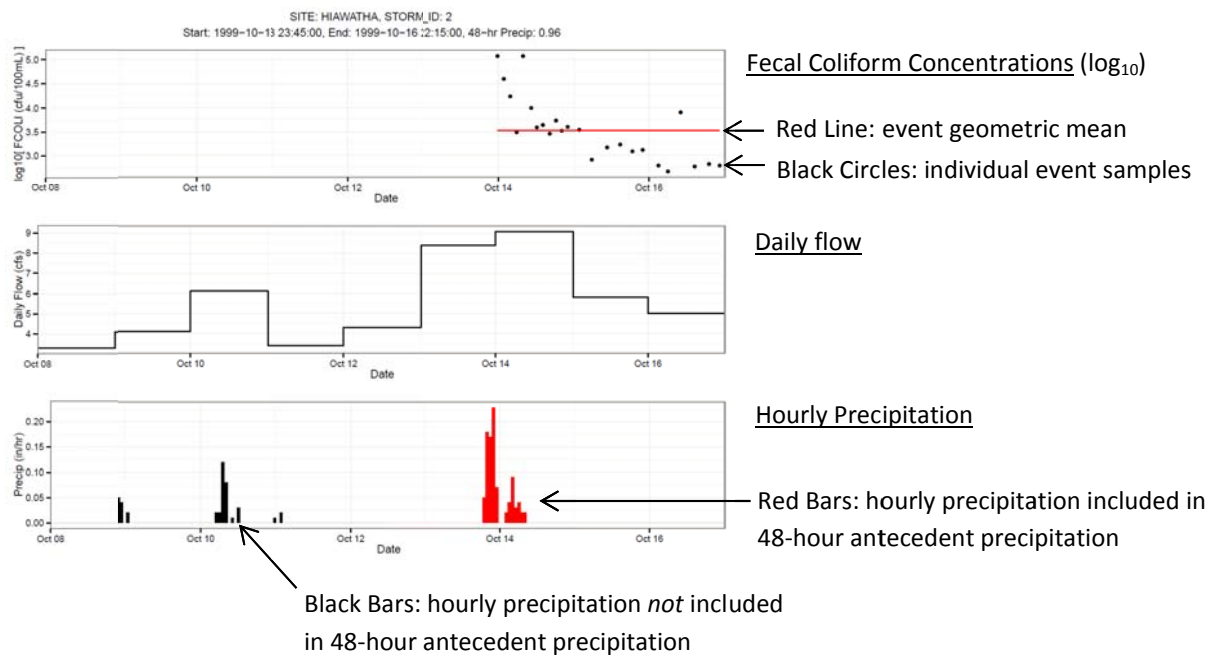 SITE: HIAWATHA, STORM_ID: 2
Start: 1999-10-13 23:45:00, End: 1999-10-16 22:15:00, 48-hr Precip: 0.96
log10[ FCOLI (cfu/100mL) ]
5.0
4.5
4.0
3.5
3.0
Oct 08
Oct 10
Oct 12
Oct 14
Oct 16
Date
Fecal Coliform Concentrations (log10)
Red Line: event geometric mean
Black Circles: individual event samples
Daily Flow (cfs)
9
8
7
6
5
4
Oct 08
Oct 10
Oct 12
Oct 14
Oct 16
Date
Daily flow
Precip (in/hr)
0.20
0.15
0.10
0.05
0.00
Oct 08
Oct 10
Oct 12
Oct 14
Oct 16
Date
Hourly Precipitation
Red Bars: hourly precipitation included in
48-hour antecedent precipitation
Black Bars: hourly precipitation not included
in 48-hour antecedent precipitation